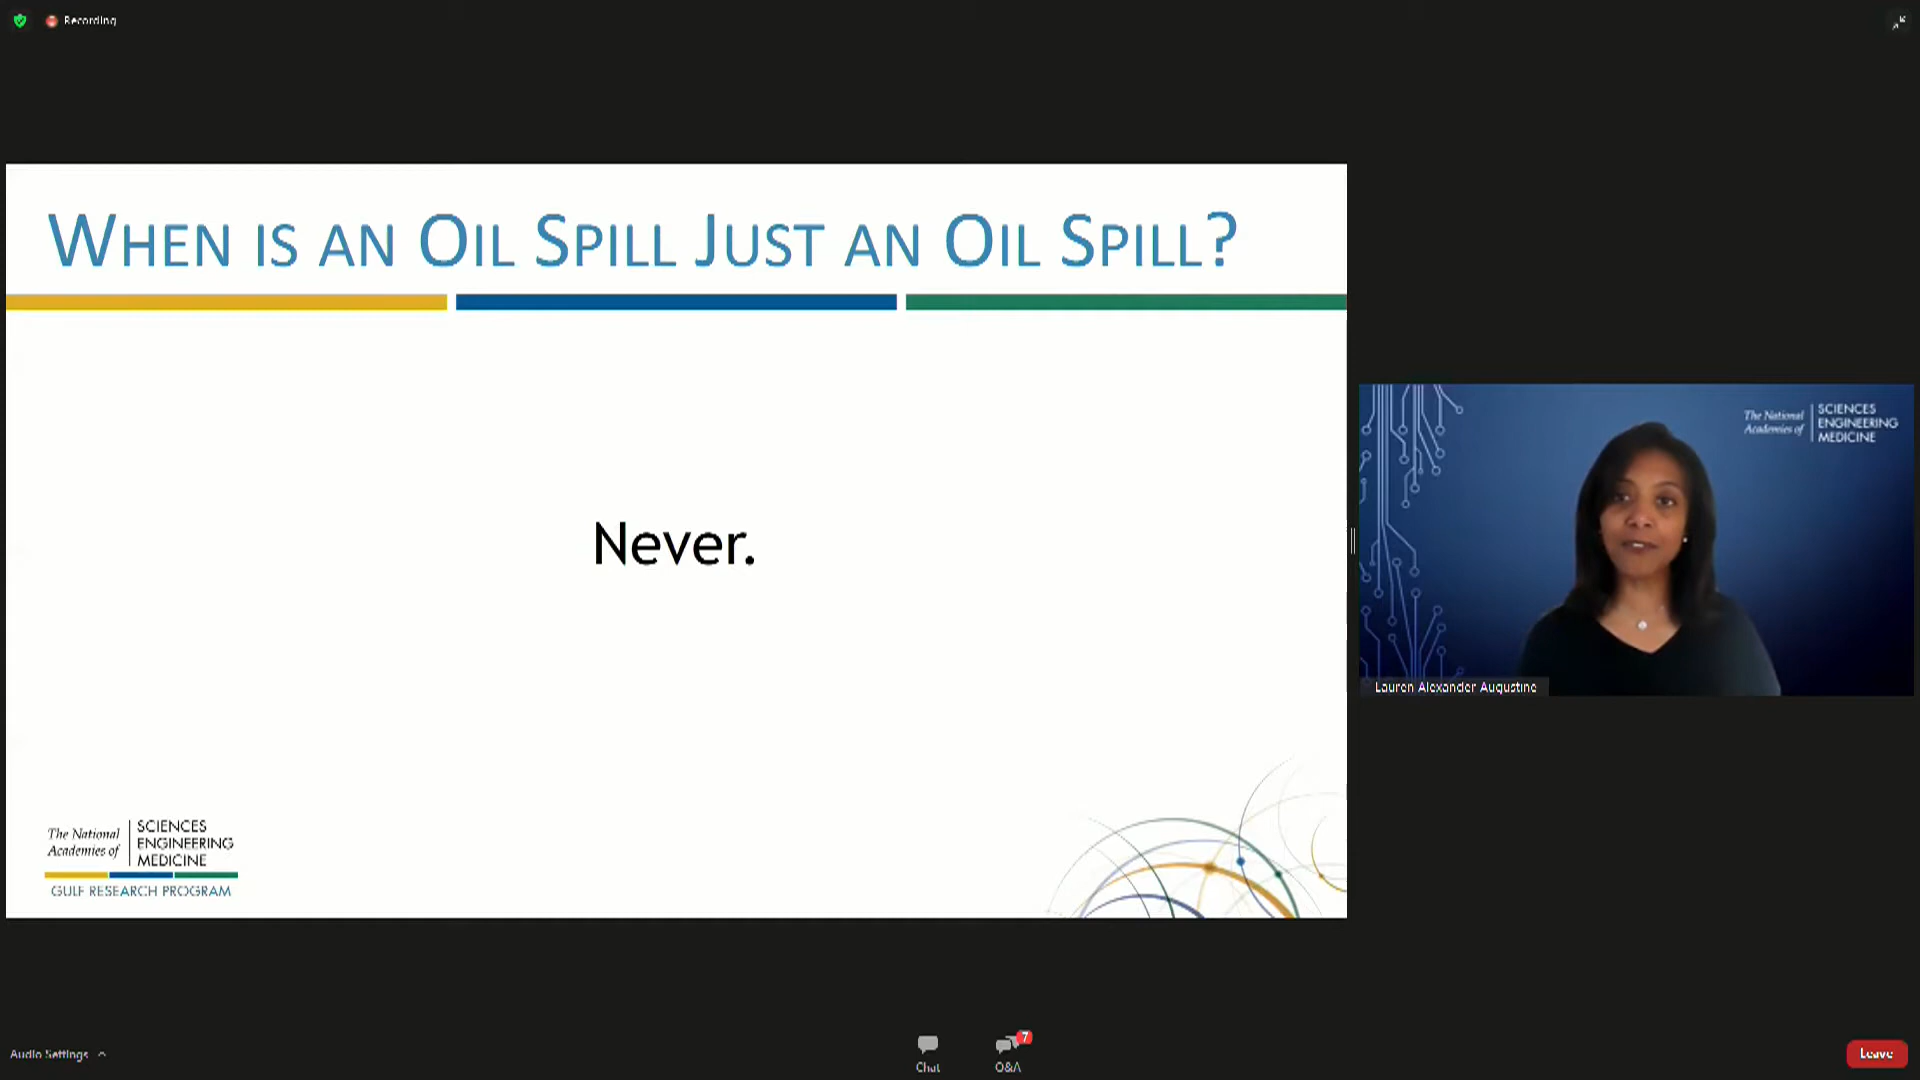 Recording
WHEN IS AN OIL SPILL JUST AN OIL SPILL?
Never.
The National
Academies of
SCIENCES
ENGINEERING
MEDICINE
GULF RESEARCH PROGRAM
The National
Academies of
SCIENCES
ENGINEERING
MEDICINE
Lauren Alexander Augustine
Audio Settings
Chat
7
Q&A
Leave